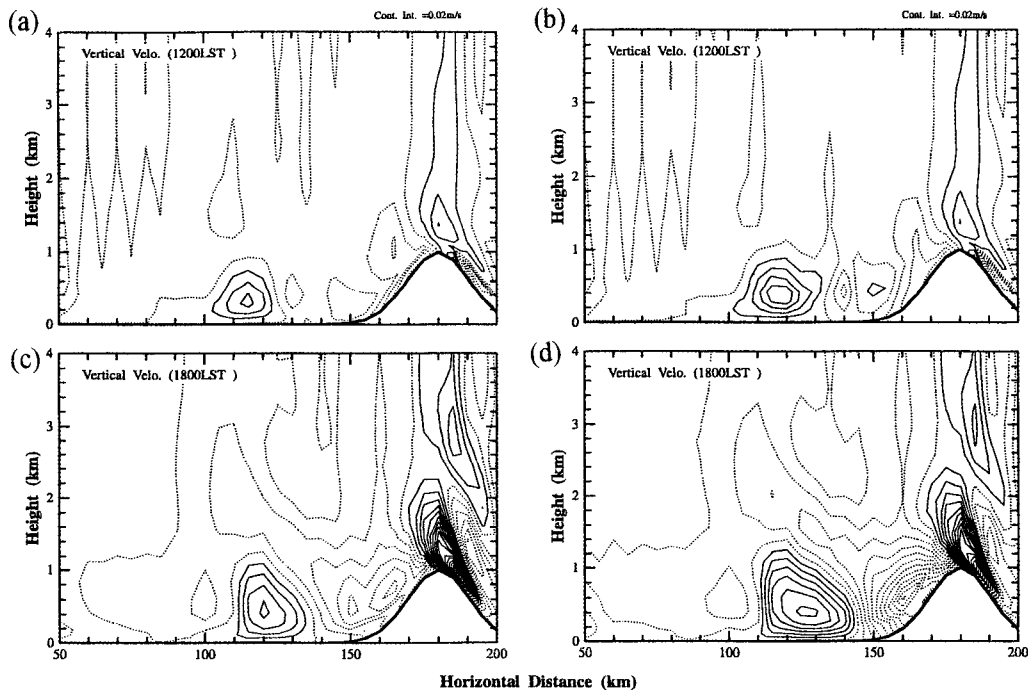 (a)
Cont. Int. =0.02m/s
(b)
Cont. Int. =0.02m/s
Vertical Velo. (1200LST )
Vertical Velo. (1200LST )
Height (km)
4
3
2
1
0
Height (km)
4
3
2
1
0
(c)
(d)
Vertical Velo. (1800LST )
Vertical Velo. (1800LST )
Height (km)
4
3
2
1
0
Height (km)
4
3
2
1
0
50 100 150 200
50 100 150 200
Horizontal Distance (km)